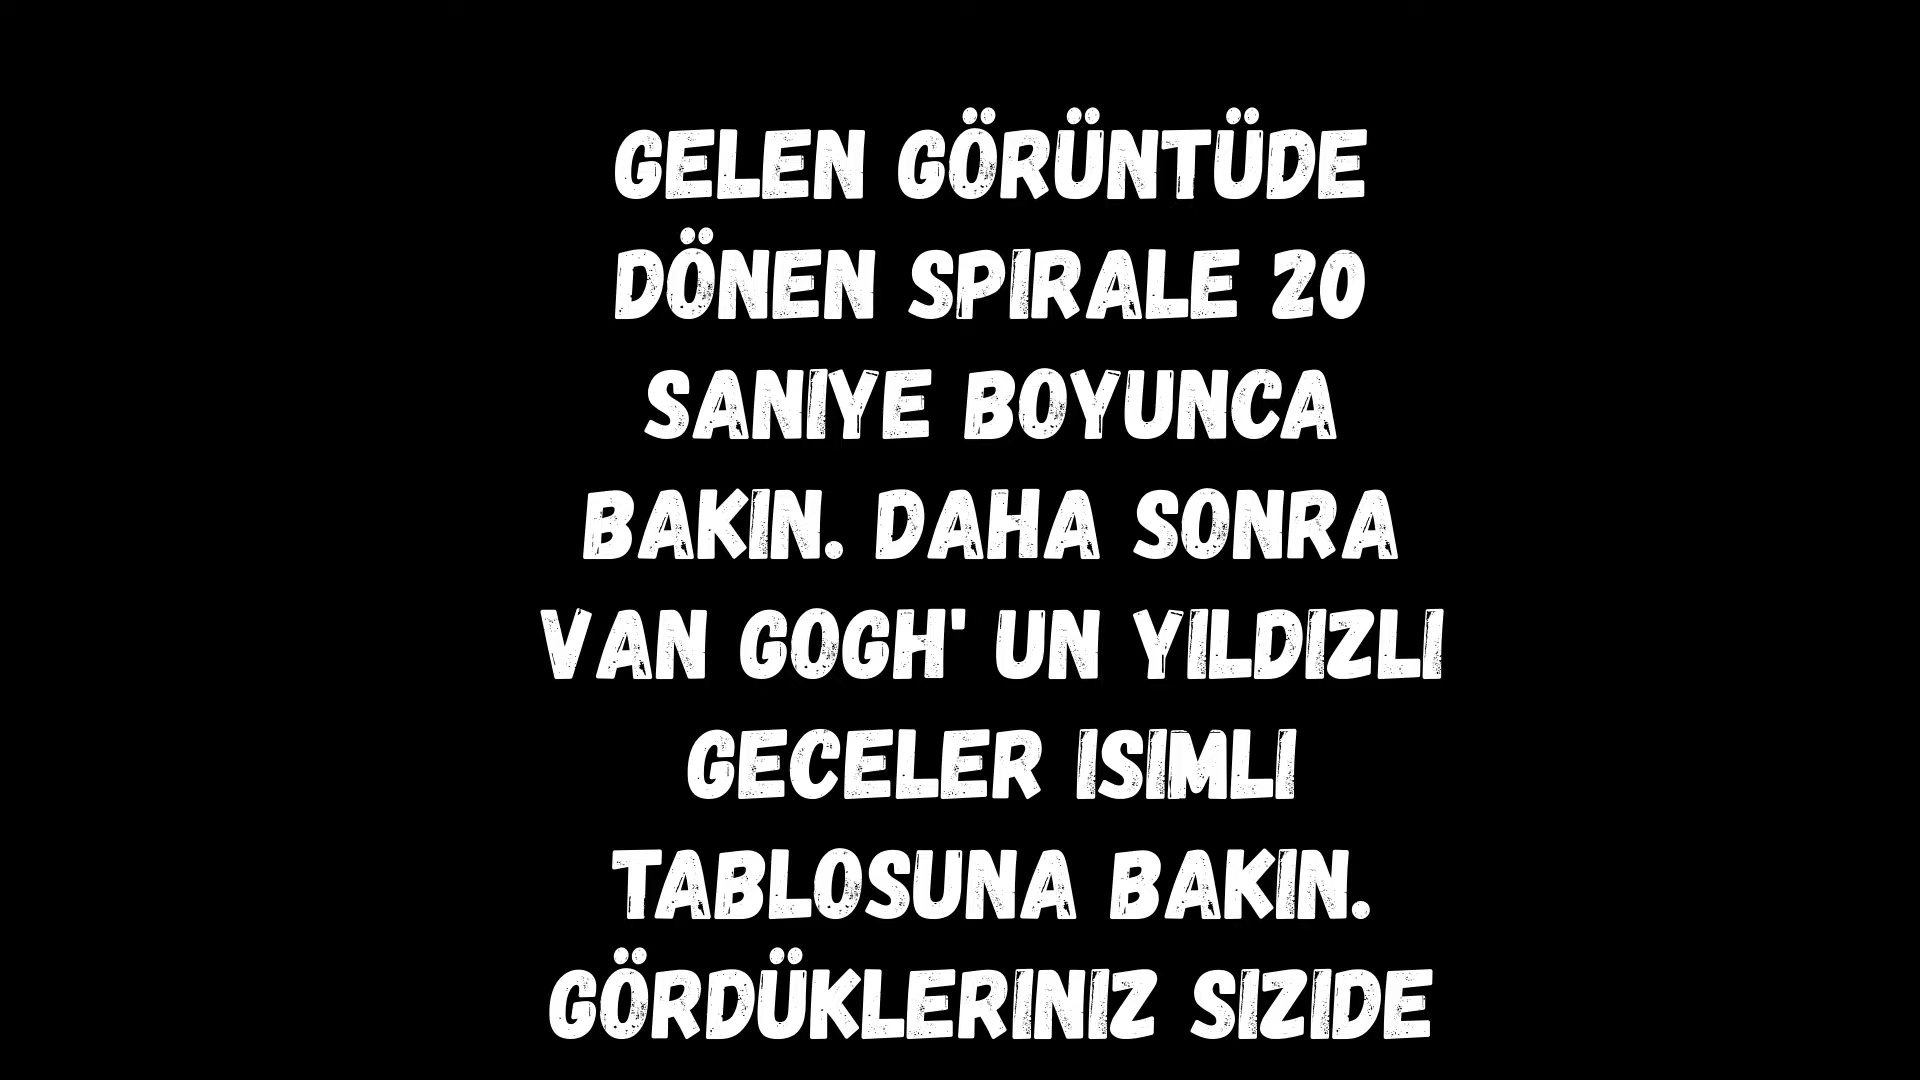 GELEN GÖRÜNTÜDE
DÖNEN SPIRALE 20
SANIYE BOYUNCA
BAKIN. DAHA SONRA
VAN GOGH' UN YILDIZLI
GECELER ISIMLI
TABLOSUNA BAKIN.
GÖRDÜKLERINIZ SIZIDE